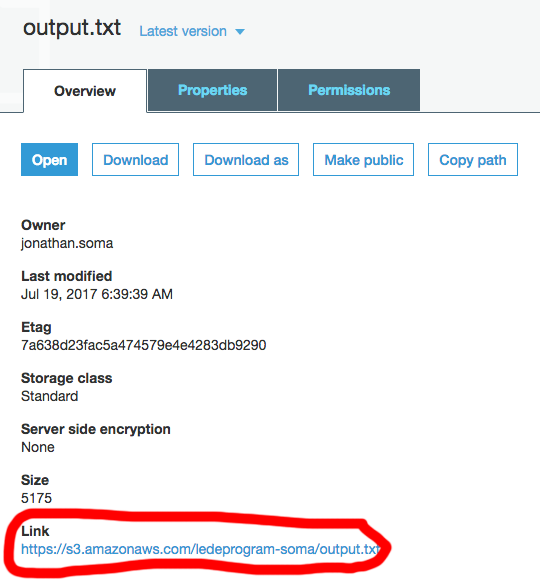 output.txt Latest version
Overview Properties Permissions
Open Download Download as Make public Copy path
Owner
jonathan.soma
Last modified
Jul 19, 2017 6:39:39 AM
Etag
7a638d23fac5a474579e4e4283db9290
Storage class
Standard
Server side encryption
None
Size
5175
Link
https://s3.amazonaws.com/ledeprogram-soma/output.txt